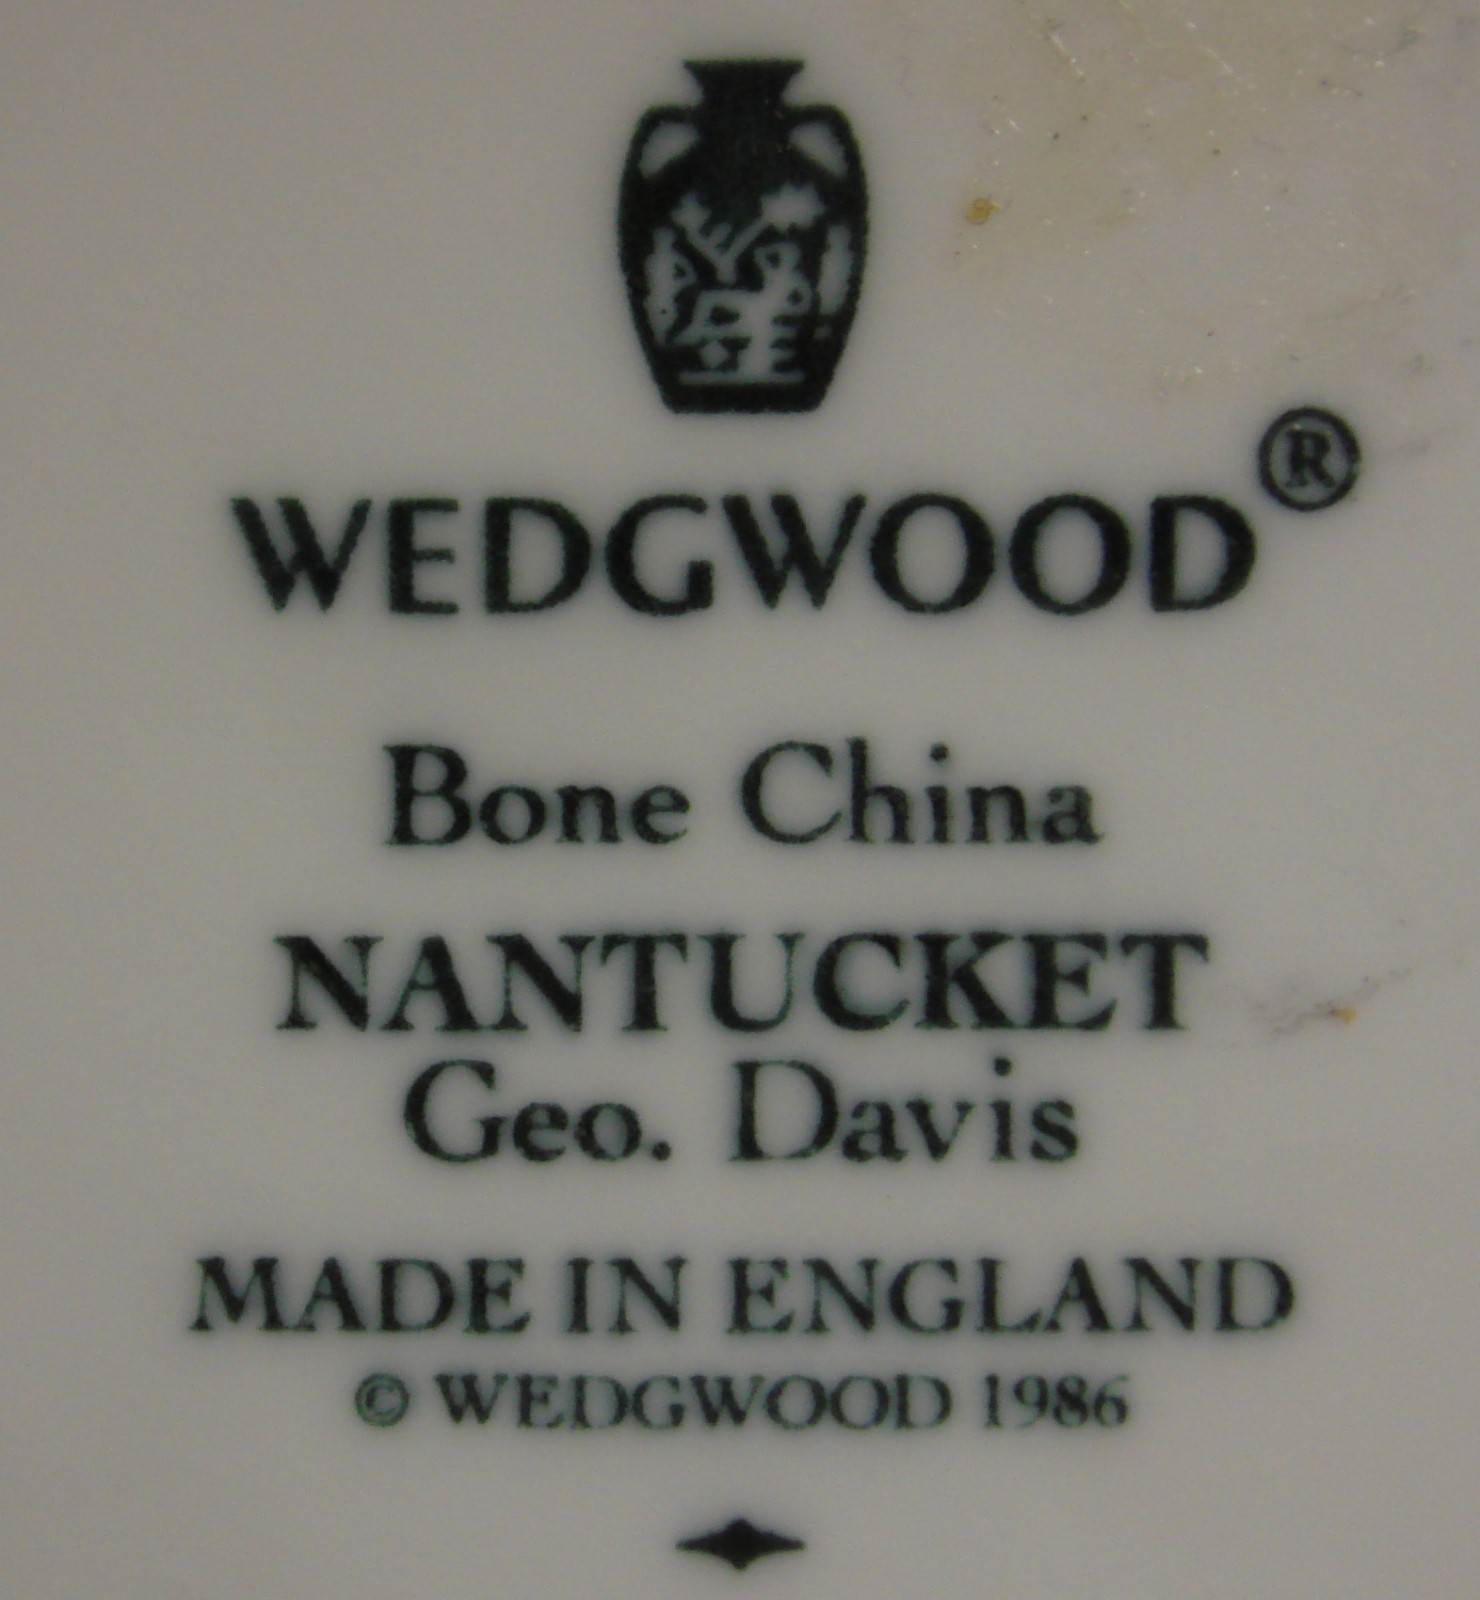 WEDGWOOD®
Bone China
NANTUCKET
Geo. Davis
MADE IN ENGLAND
© WEDGWOOD 1986